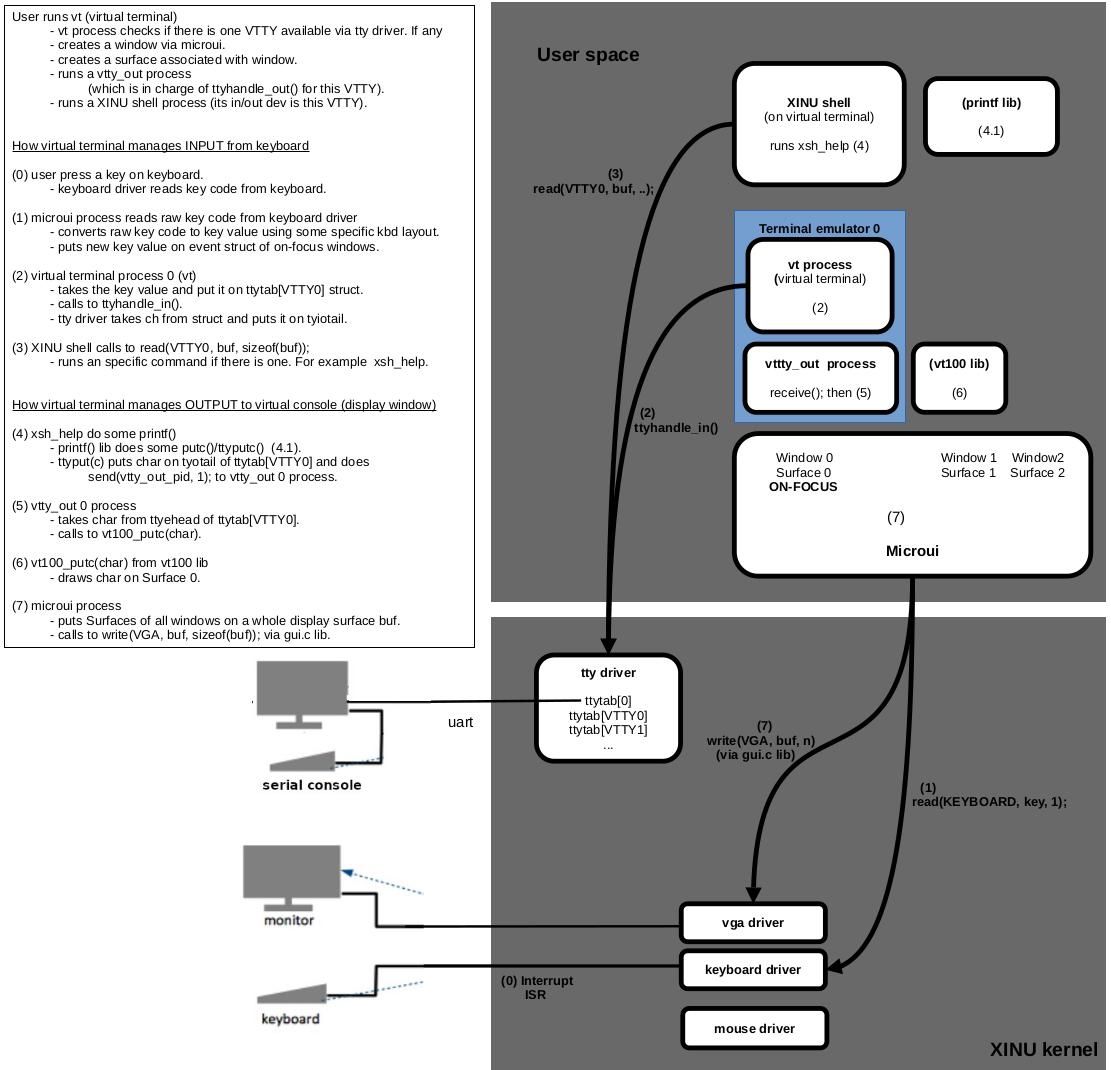 User runs vt (virtual terminal)
- vt process checks if there is one VTTY available via tty driver. If any
- creates a window via microui.
- creates a surface associated with window.
- runs a vtty_out process
(which is in charge of ttyhandle_out() for this VTTY).
- runs a XINU shell process (its in/out dev is this VTTY).
How virtual terminal manages INPUT from keyboard
(0) user press a key on keyboard.
- keyboard driver reads key code from keyboard.
(1) microui process reads raw key code from keyboard driver
- converts raw key code to key value using some specific kbd layout.
- puts new key value on event struct of on-focus windows.
(2) virtual terminal process 0 (vt)
- takes the key value and put it on ttytab[VTTY0] struct.
- calls to ttyhandle_in().
- tty driver takes ch from struct and puts it on tyiotail.
(3) XINU shell calls to read(VTTY0, buf, sizeof(buf));
- runs an specific command if there is one. For example  xsh_help.
How virtual terminal manages OUTPUT to virtual console (display window)
(4) xsh_help do some printf()
- printf() lib does some putc()/ttyputc()  (4.1).
- ttyput(c) puts char on tyotail of ttytab[VTTY0] and does
send(vtty_out_pid, 1); to vtty_out 0 process.
(5) vtty_out 0 process
- takes char from ttyehead of ttytab[VTTY0].
- calls to vt100_putc(char).
(6) vt100_putc(char) from vt100 lib
- draws char on Surface 0.
(7) microui process
- puts Surfaces of all windows on a whole display surface buf.
- calls to write(VGA, buf, sizeof(buf)); via gui.c lib.
User space
XINU shell
(on virtual terminal)
runs xsh_help (4)
(printf lib)
(4.1)
(3)
read(VTTY0, buf, ..);
Terminal emulator 0
vt process
(virtual terminal)
(2)
vttty_out  process
receive(); then (5)
(vt100 lib)
(6)
(2)
ttyhandle_in()
Window 0
Surface 0
ON-FOCUS
Window 1
Surface 1
Window2
Surface 2
(7)
Microui
tty driver
ttytab[0]
ttytab[VTTY0]
ttytab[VTTY1]
...
uart
serial console
(7)
write(VGA, buf, n)
(via gui.c lib)
(1)
read(KEYBOARD, key, 1);
monitor
vga driver
keyboard driver
(0) Interrupt
ISR
keyboard
mouse driver
XINU kernel